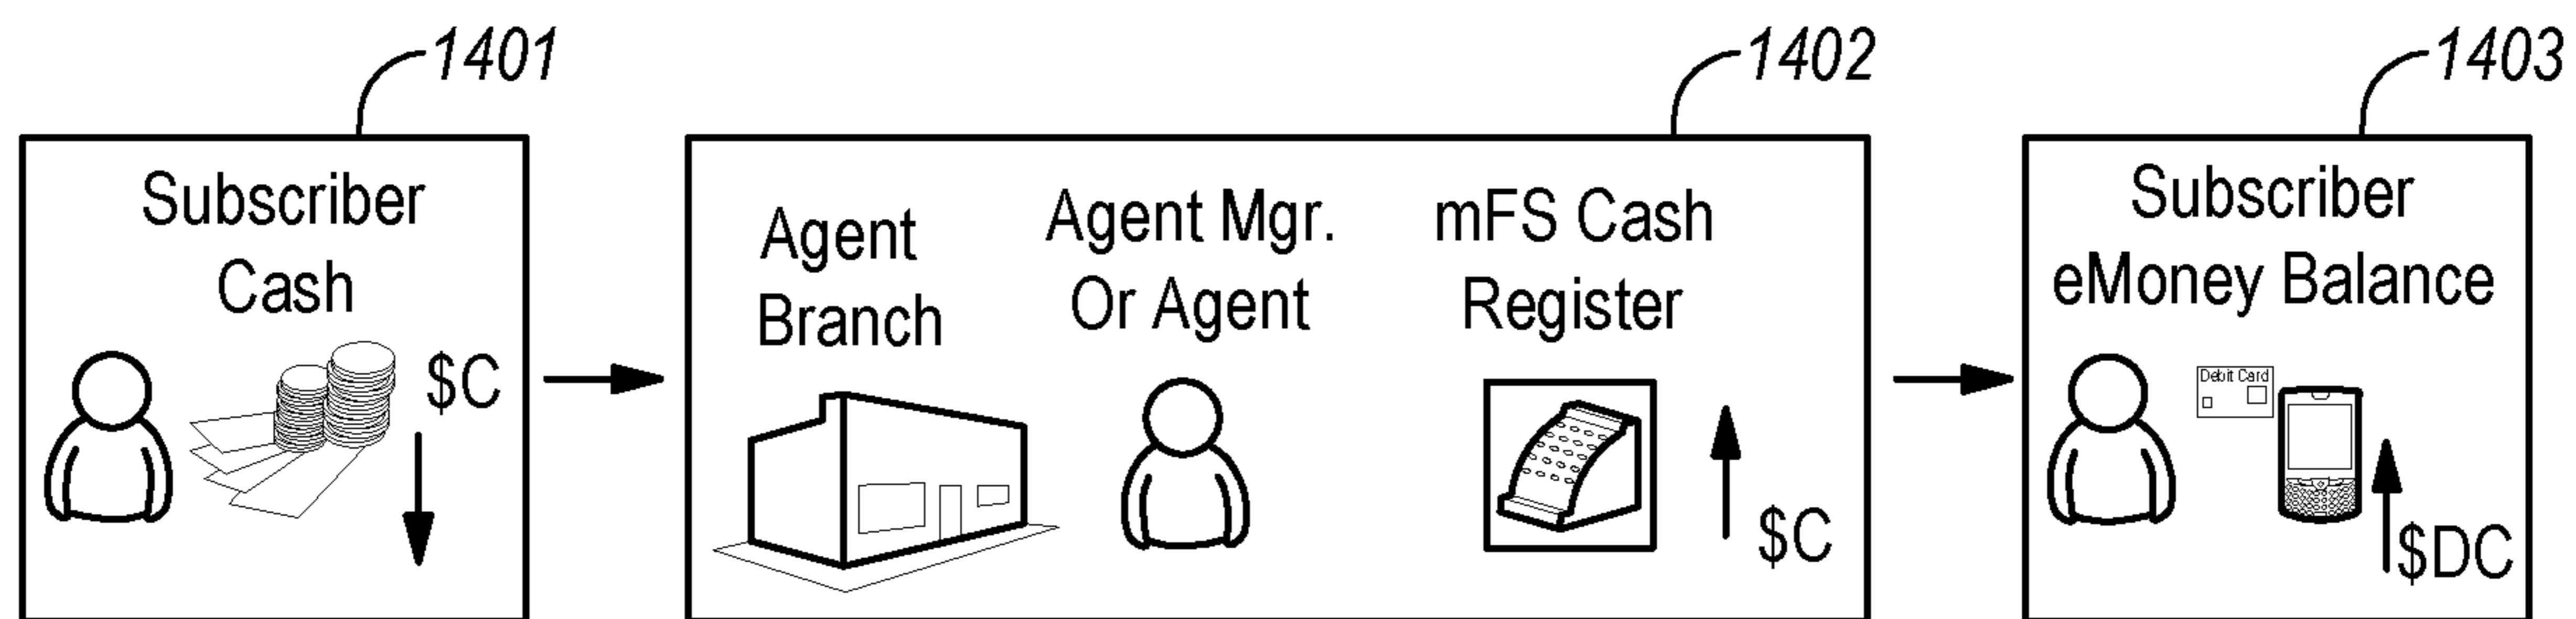 1401
1402
1403
Subscriber
Cash
$C
Agent
Branch
Agent Mgr.
Or Agent
mFS Cash
Register
$C
Subscriber
eMoney Balance
Debit Card
$DC